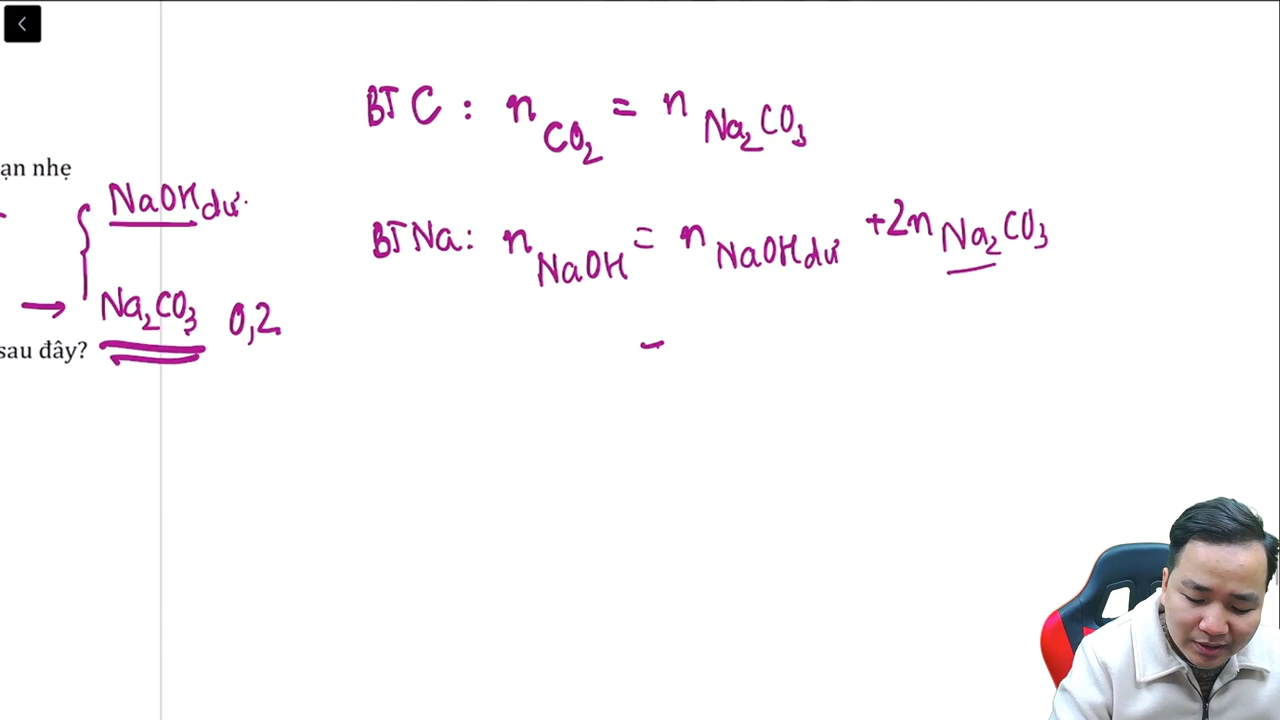 BT C : n CO₂ = n Na₂CO₃
ạn nhẹ
NaOH dư.
BT Na : n NaOH = n NaOH dư +2n Na₂CO₃
→ Na₂CO₃ 0,2
sau đây?